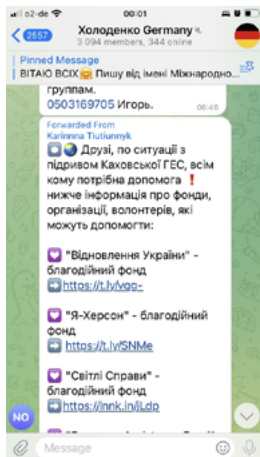 o2-de
00:01
2557
Холоденко Germany
3 094 members, 344 online
Pinned Message
ВІТАЮ ВСІХ🤗 Пишу від імені Міжнародно...
группам.
0503169705 Игорь.
06:46
Forwarded From
Karinnna Tiutiunnyk
Друзі, по ситуації з
підривом Каховської ГЕС, всім
кому потрібна допомога❗
нижче інформація про фонди,
організації, волонтерів, які
можуть допомогти:
"Відновлення України" -
благодійний фонд
https://t.ly/vgg-
"Я-Херсон" - благодійний
фонд
https://t.ly/SNMe
"Світлі Справи" -
благодійний фонд
https://lnnk.in/jLdp
NO
Message